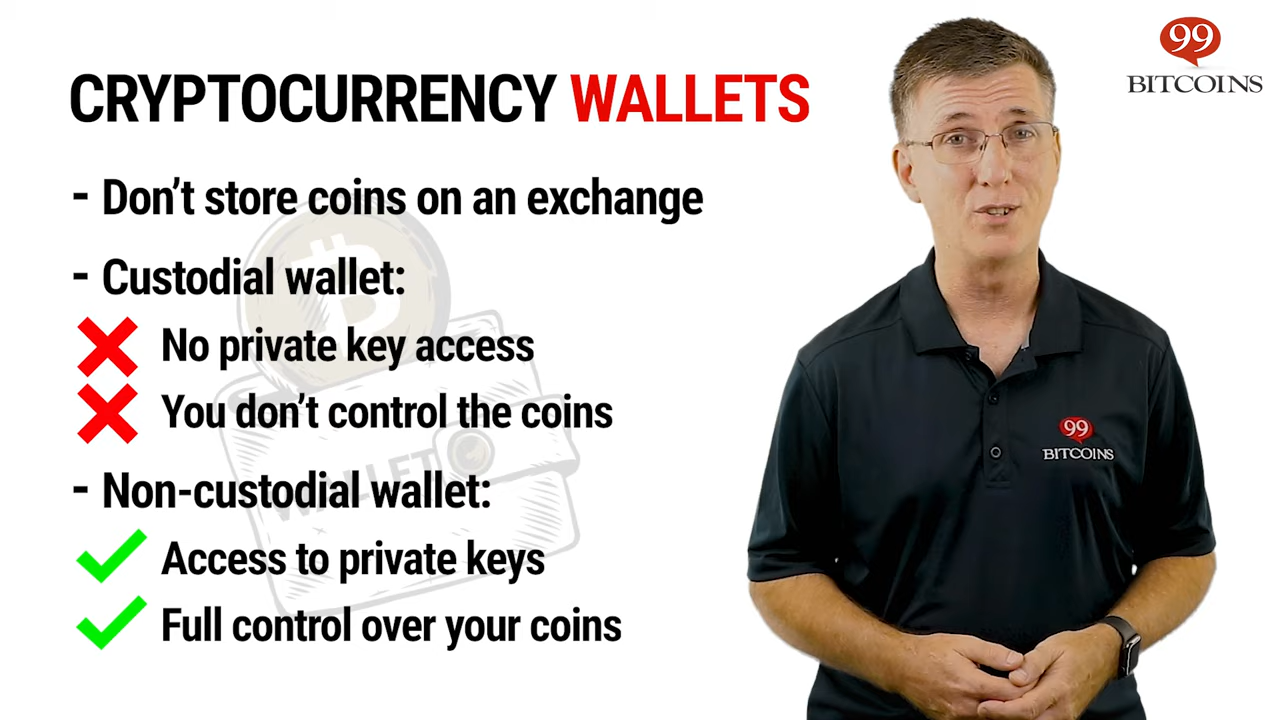 99
BITCOINS
CRYPTOCURRENCY WALLETS
- Don't store coins on an exchange
- Custodial wallet:
No private key access
You don't control the coins
- Non-custodial wallet:
Access to private keys
Full control over your coins
WALLET
99
BITCOINS